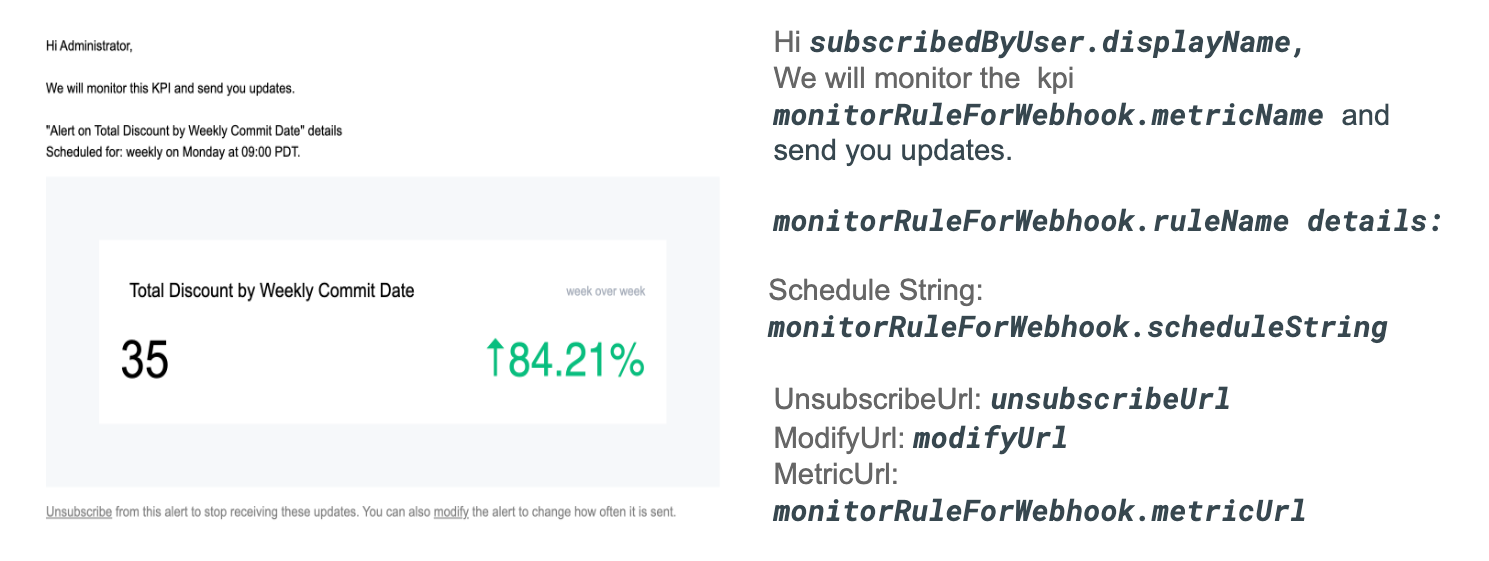 Hi Administrator,
We will monitor this KPI and send you updates.
"Alert on Total Discount by Weekly Commit Date" details
Scheduled for: weekly on Monday at 09:00 PDT.
Total Discount by Weekly Commit Date
week over week
35
↑84.21%
Unsubscribe from this alert to stop receiving these updates. You can also modify the alert to change how often it is sent.
Hi subscribedByUser.displayName,
We will monitor the kpi
monitorRuleForWebhook.metricName and
send you updates.
monitorRuleForWebhook.ruleName details:
Schedule String:
monitorRuleForWebhook.scheduleString
UnsubscribeUrl: unsubscribeUrl
ModifyUrl: modifyUrl
MetricUrl:
monitorRuleForWebhook.metricUrl